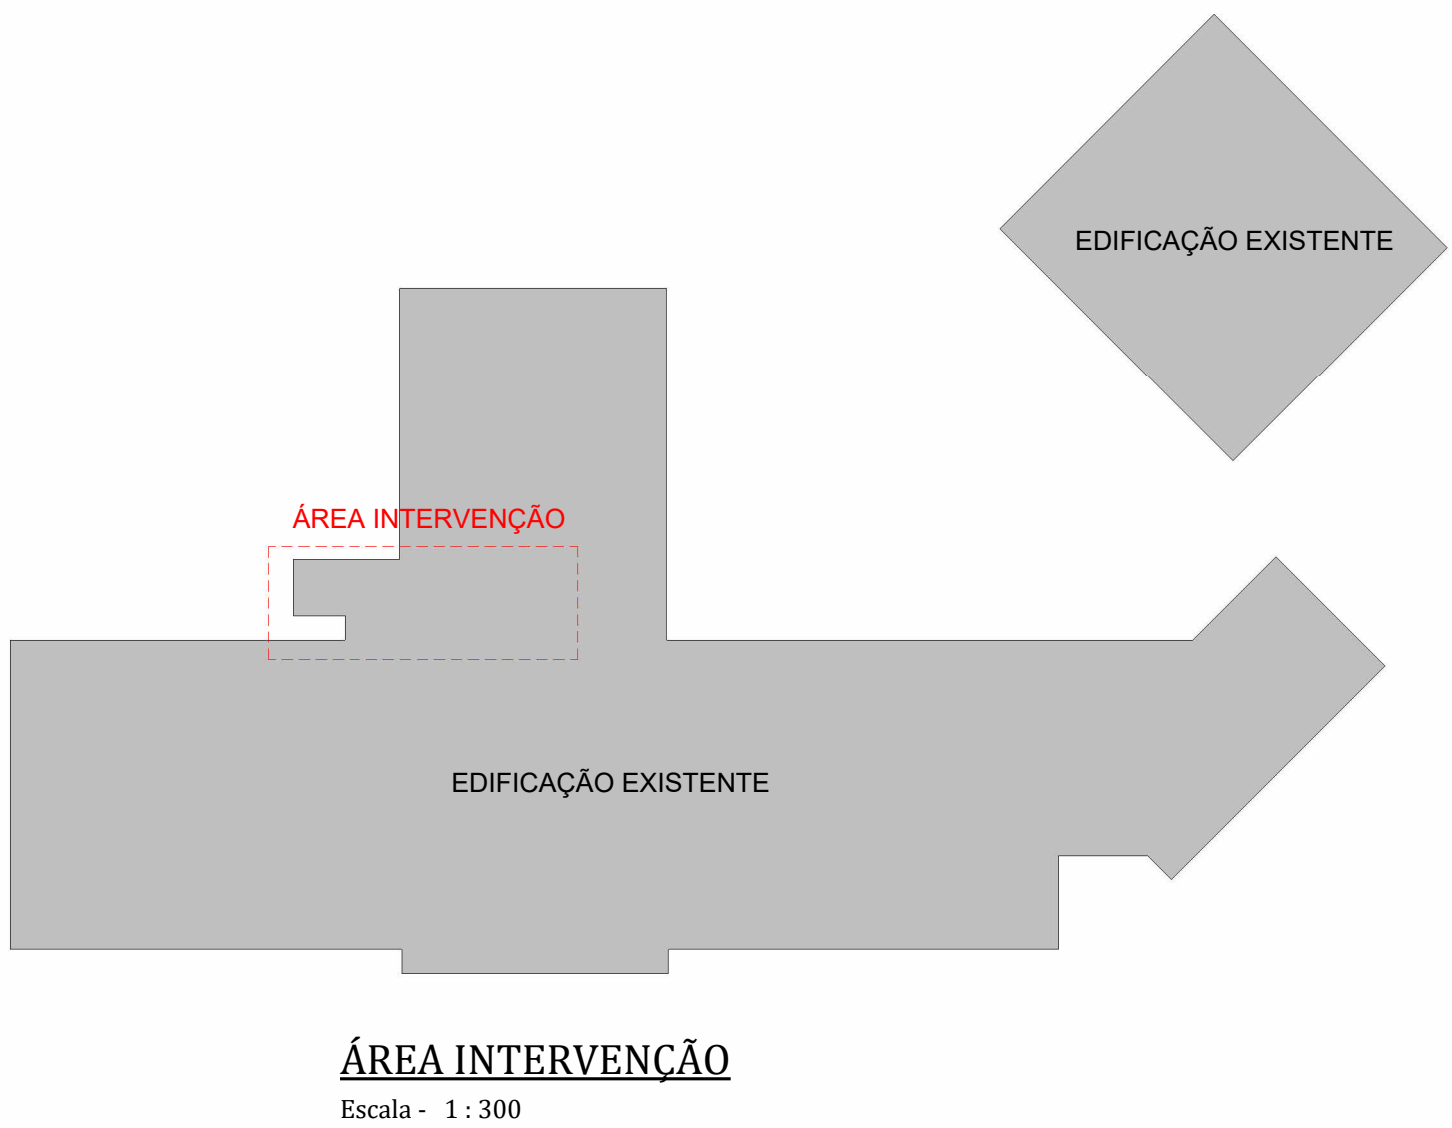 EDIFICAÇÃO EXISTENTE
ÁREA INTERVENÇÃO
EDIFICAÇÃO EXISTENTE
ÁREA INTERVENÇÃO
Escala - 1 : 300